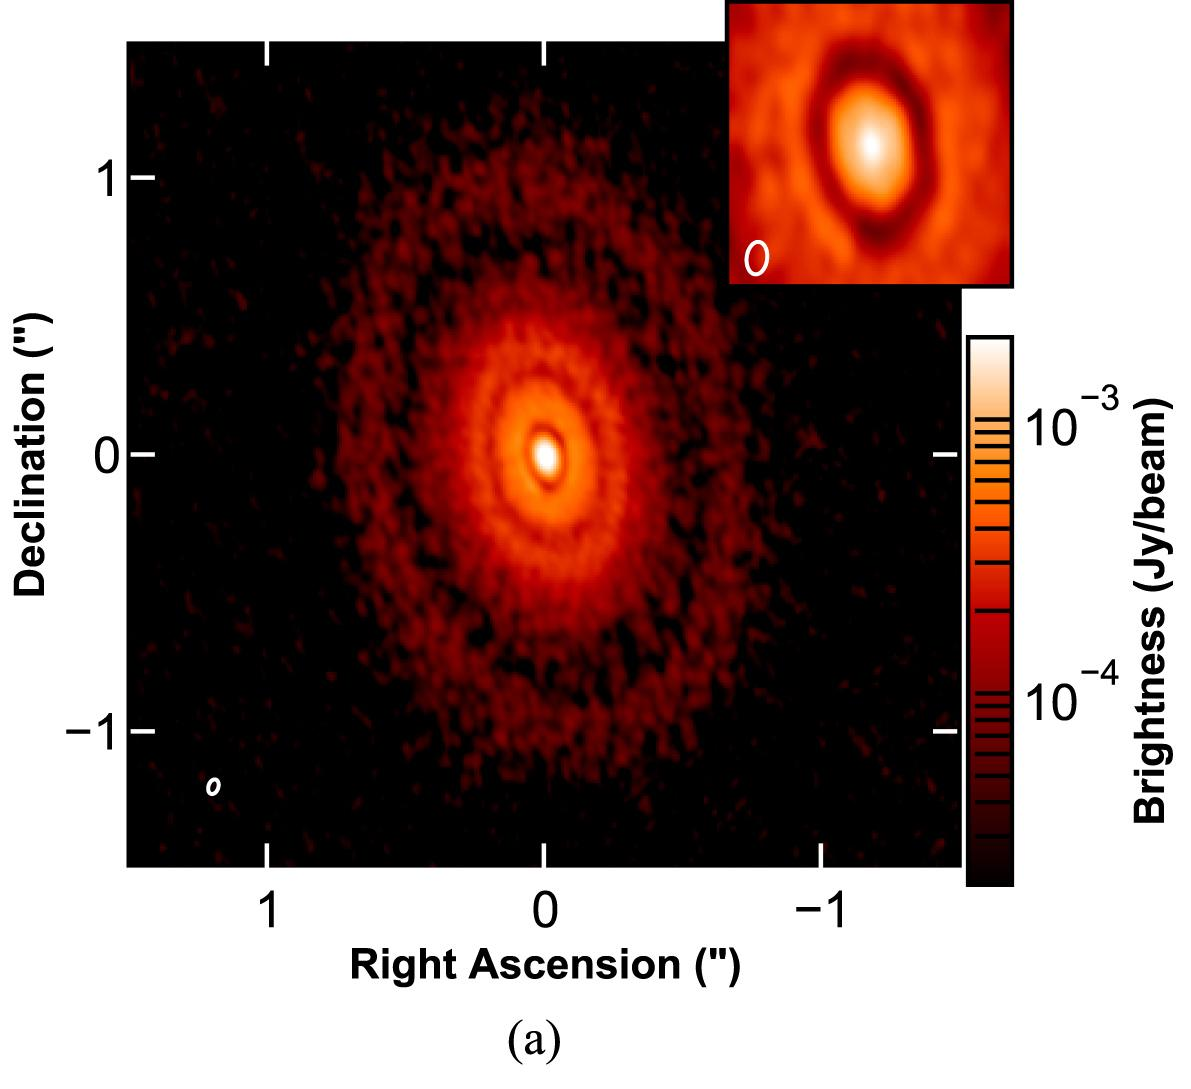 1
0
−1
Declination (")
1
0
−1
Right Ascension (")
10⁻³
10⁻⁴
Brightness (Jy/beam)
(a)